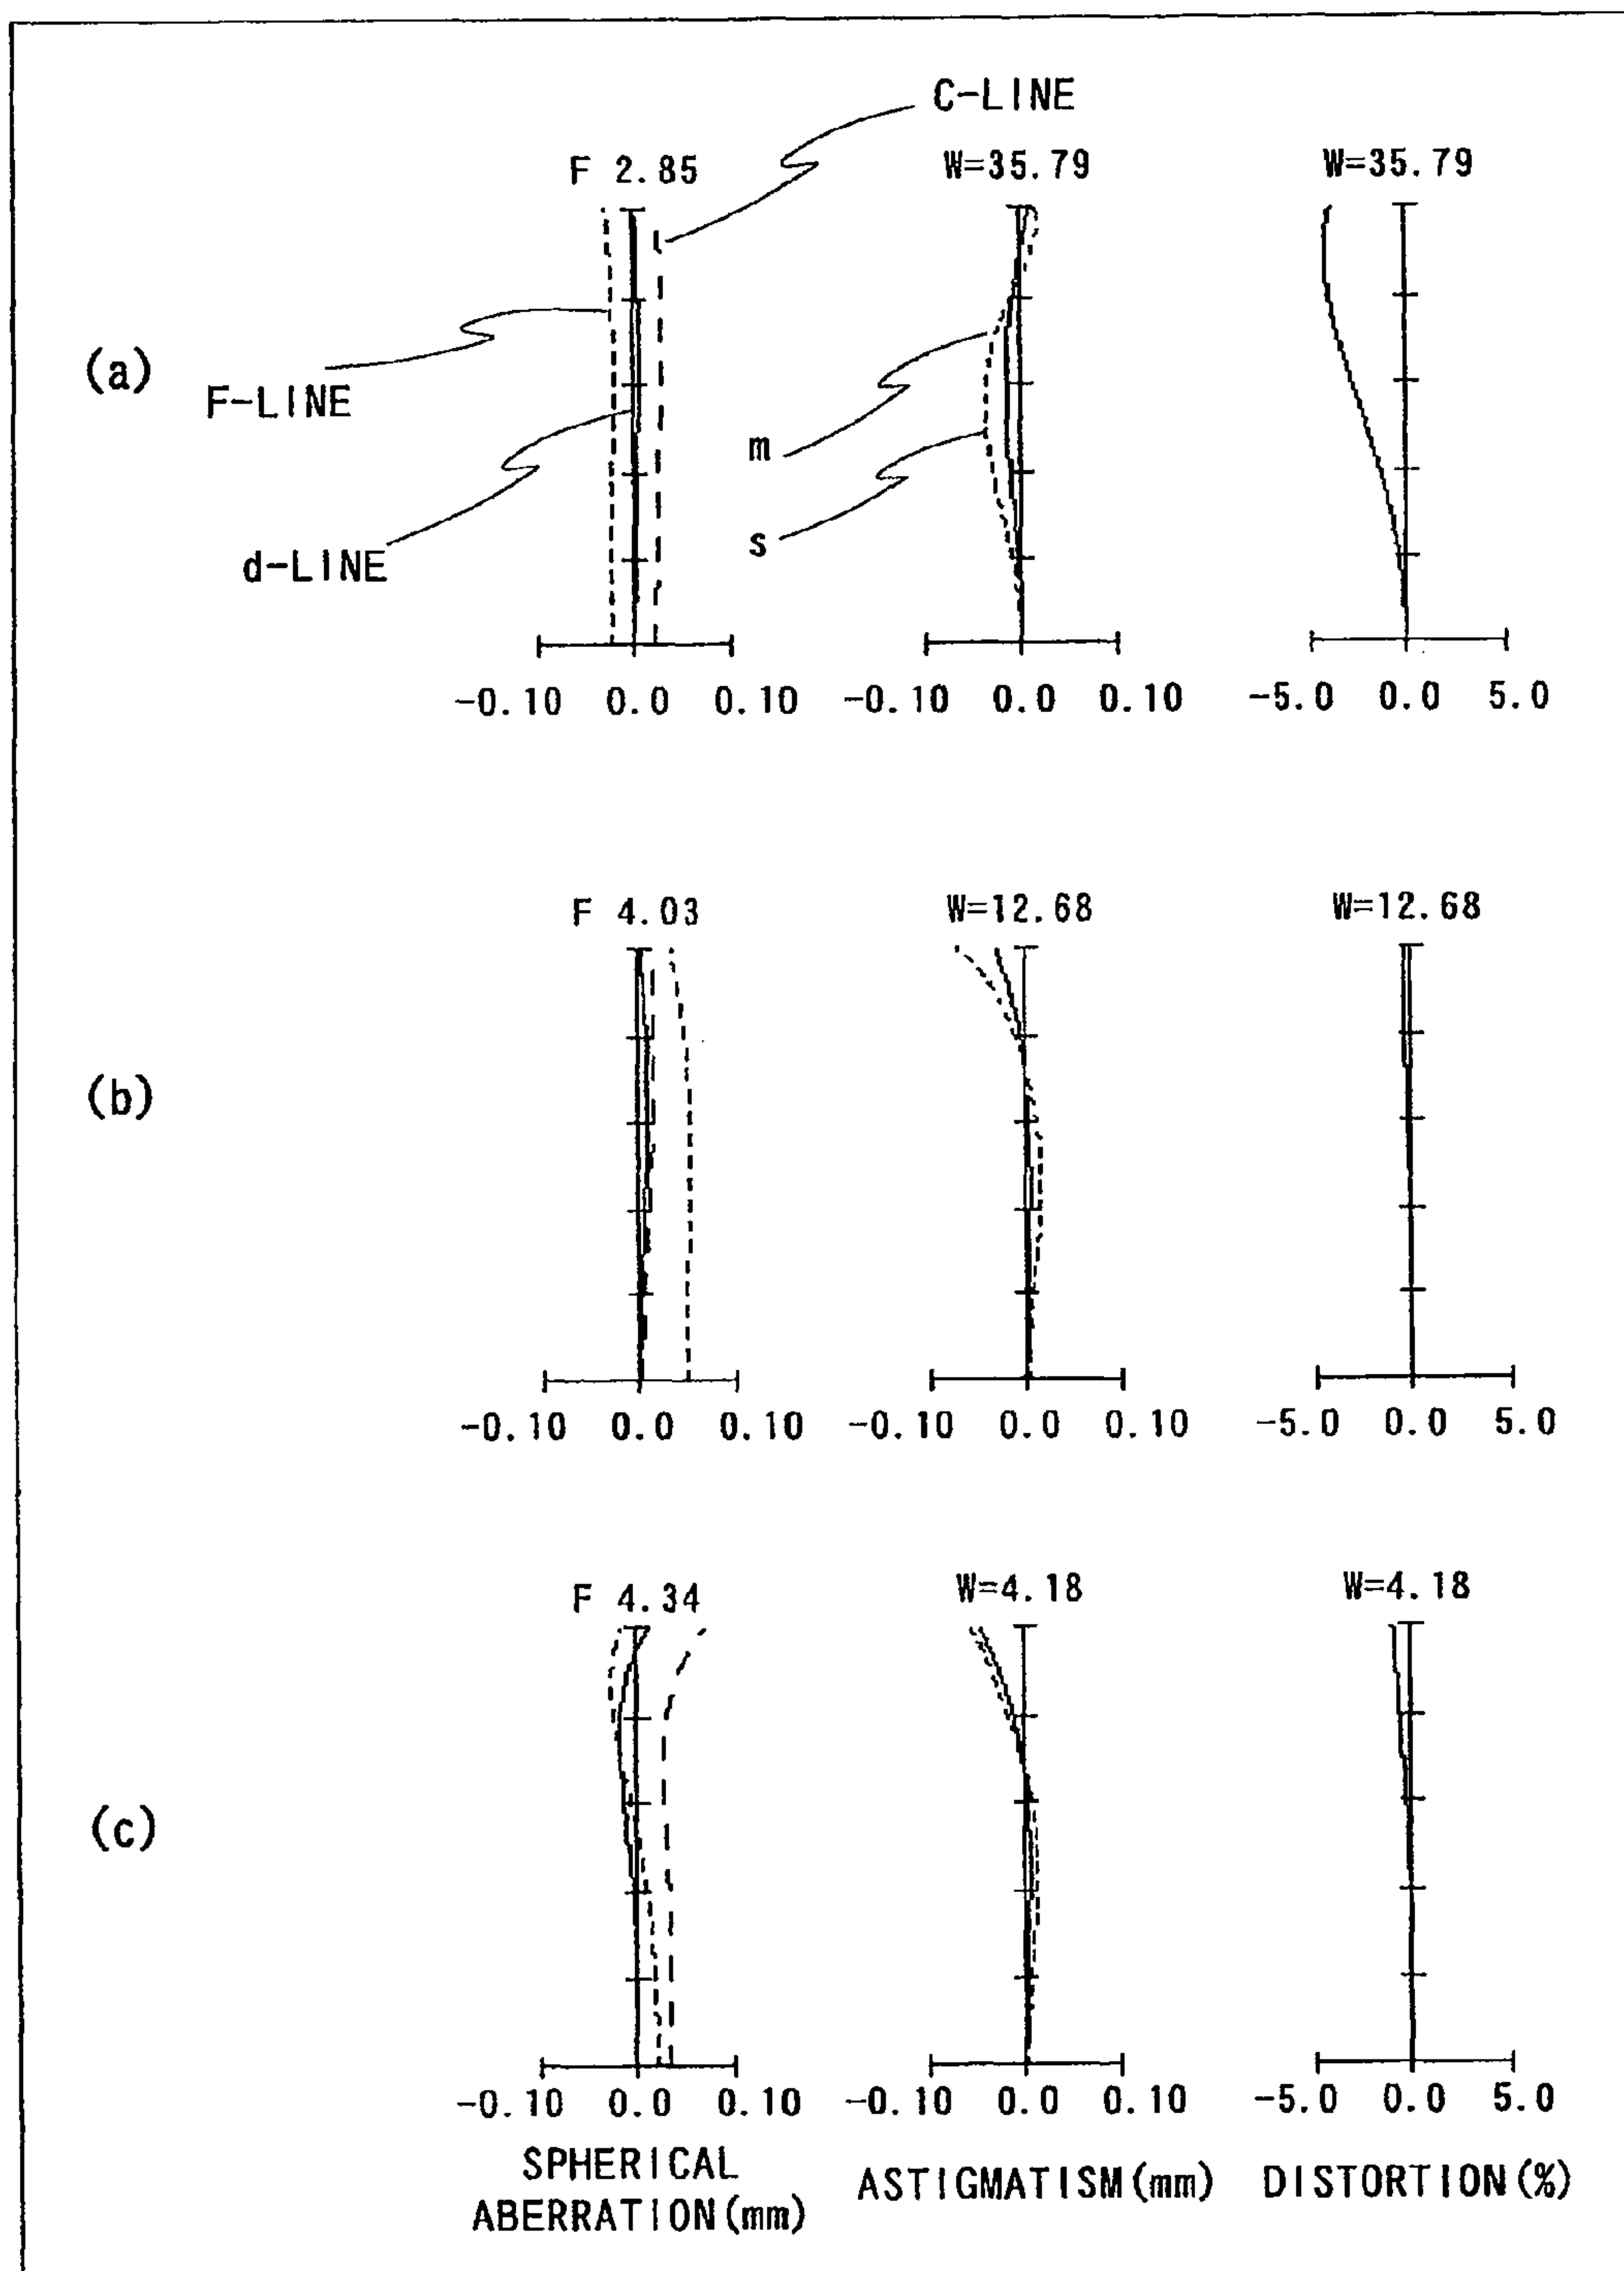 C-LINE
F 2.85
W=35.79
W=35.79
(a)
F-LINE
d-LINE
m
s
-0.10 0.0 0.10
-0.10 0.0 0.10
-5.0 0.0 5.0
F 4.03
W=12.68
W=12.68
(b)
-0.10 0.0 0.10
-0.10 0.0 0.10
-5.0 0.0 5.0
F 4.34
W=4.18
W=4.18
(c)
-0.10 0.0 0.10
-0.10 0.0 0.10
-5.0 0.0 5.0
SPHERICAL
ABERRATION(mm)
ASTIGMATISM(mm)
DISTORTION(%)